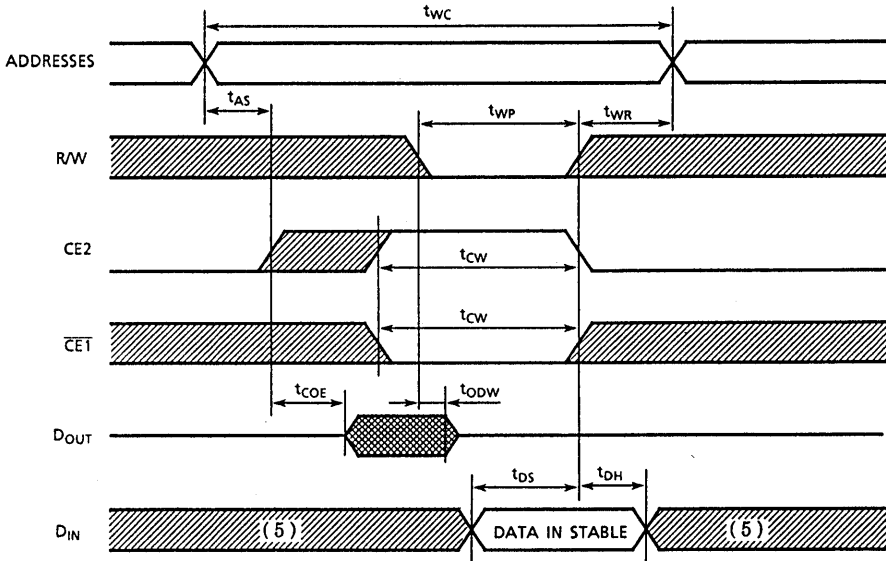 tWC
ADDRESSES
tAS
tWP
tWR
R/W
CE2
tCW
tCW
C̅E̅1̅
tCOE
tODW
DOUT
tDS
tDH
DIN
(5)
DATA IN STABLE
(5)